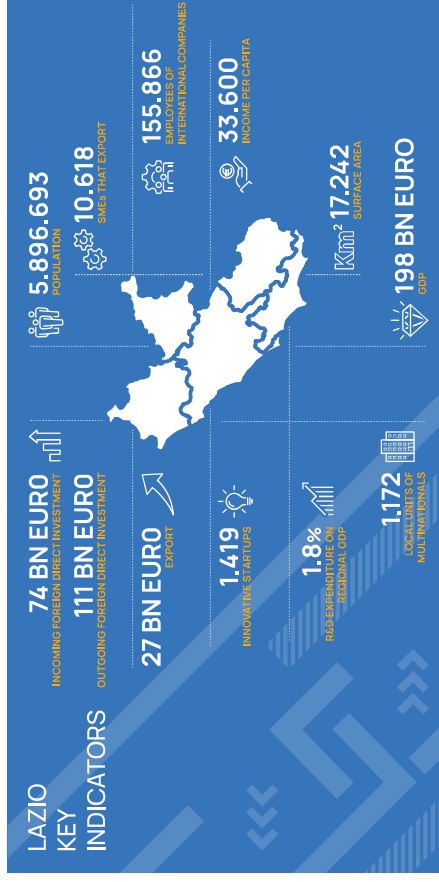 LAZIO
KEY
INDICATORS
74 BN EURO
INCOMING FOREIGN DIRECT INVESTMENT
111 BN EURO
OUTGOING FOREIGN DIRECT INVESTMENT
27 BN EURO
EXPORT
1.419
INNOVATIVE STARTUPS
1.8%
R&D EXPENDITURE ON
REGIONAL GDP
1.172
LOCAL UNITS OF
MULTINATIONALS
5.896.693
POPULATION
10.618
SMEs THAT EXPORT
155.866
EMPLOYEES OF
INTERNATIONAL COMPANIES
33.600
INCOME PER CAPITA
Km² 17.242
SURFACE AREA
198 BN EURO
GDP